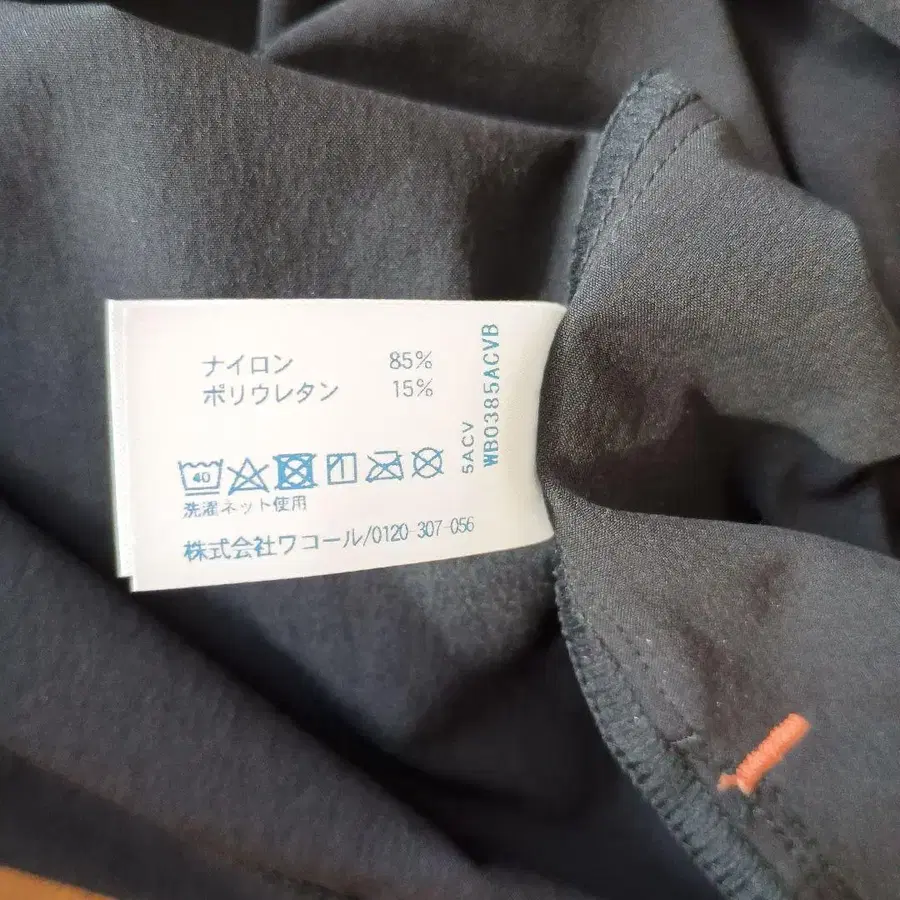 ナイロン 85%
ポリウレタン 15%
40
洗濯ネット使用
株式会社ワコール/0120-307-056
5ACV
WB0385ACVB